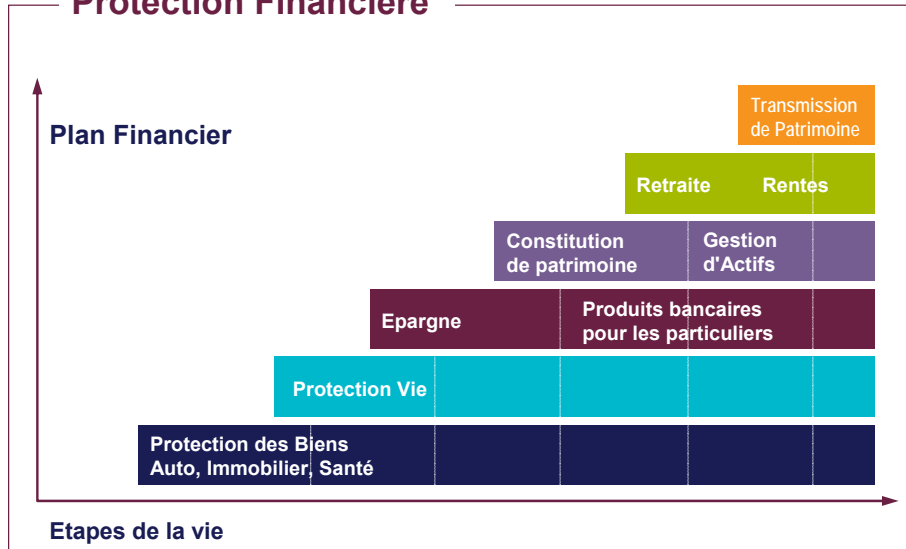 Protection Financière
Plan Financier
Transmission
de Patrimoine
Retraite Rentes
Constitution
de patrimoine
Gestion
d'Actifs
Epargne
Produits bancaires
pour les particuliers
Protection Vie
Protection des Biens
Auto, Immobilier, Santé
Etapes de la vie